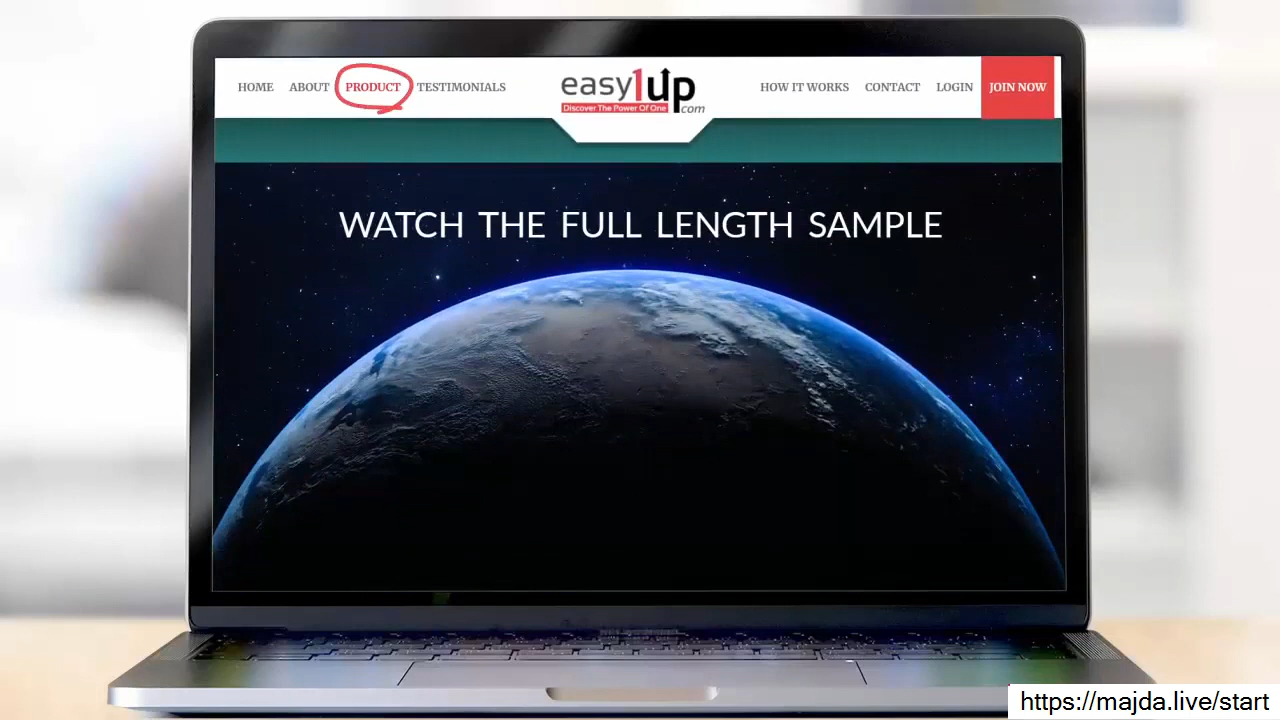 HOME ABOUT PRODUCT TESTIMONIALS
easy1up
Discover The Power Of One .com
HOW IT WORKS CONTACT LOGIN JOIN NOW
WATCH THE FULL LENGTH SAMPLE
https://majda.live/start